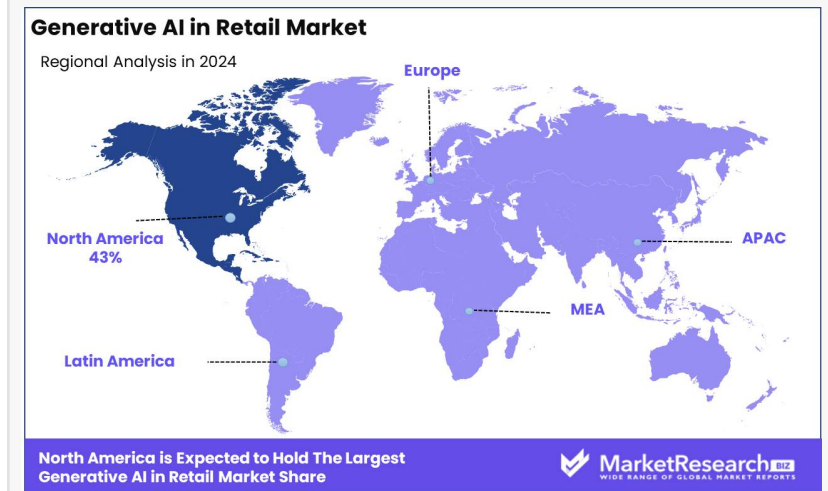 Generative AI in Retail Market
Regional Analysis in 2024
Europe
North America
43%
APAC
MEA
Latin America
North America is Expected to Hold The Largest
Generative AI in Retail Market Share
MarketResearch BIZ
WIDE RANGE OF GLOBAL MARKET REPORTS